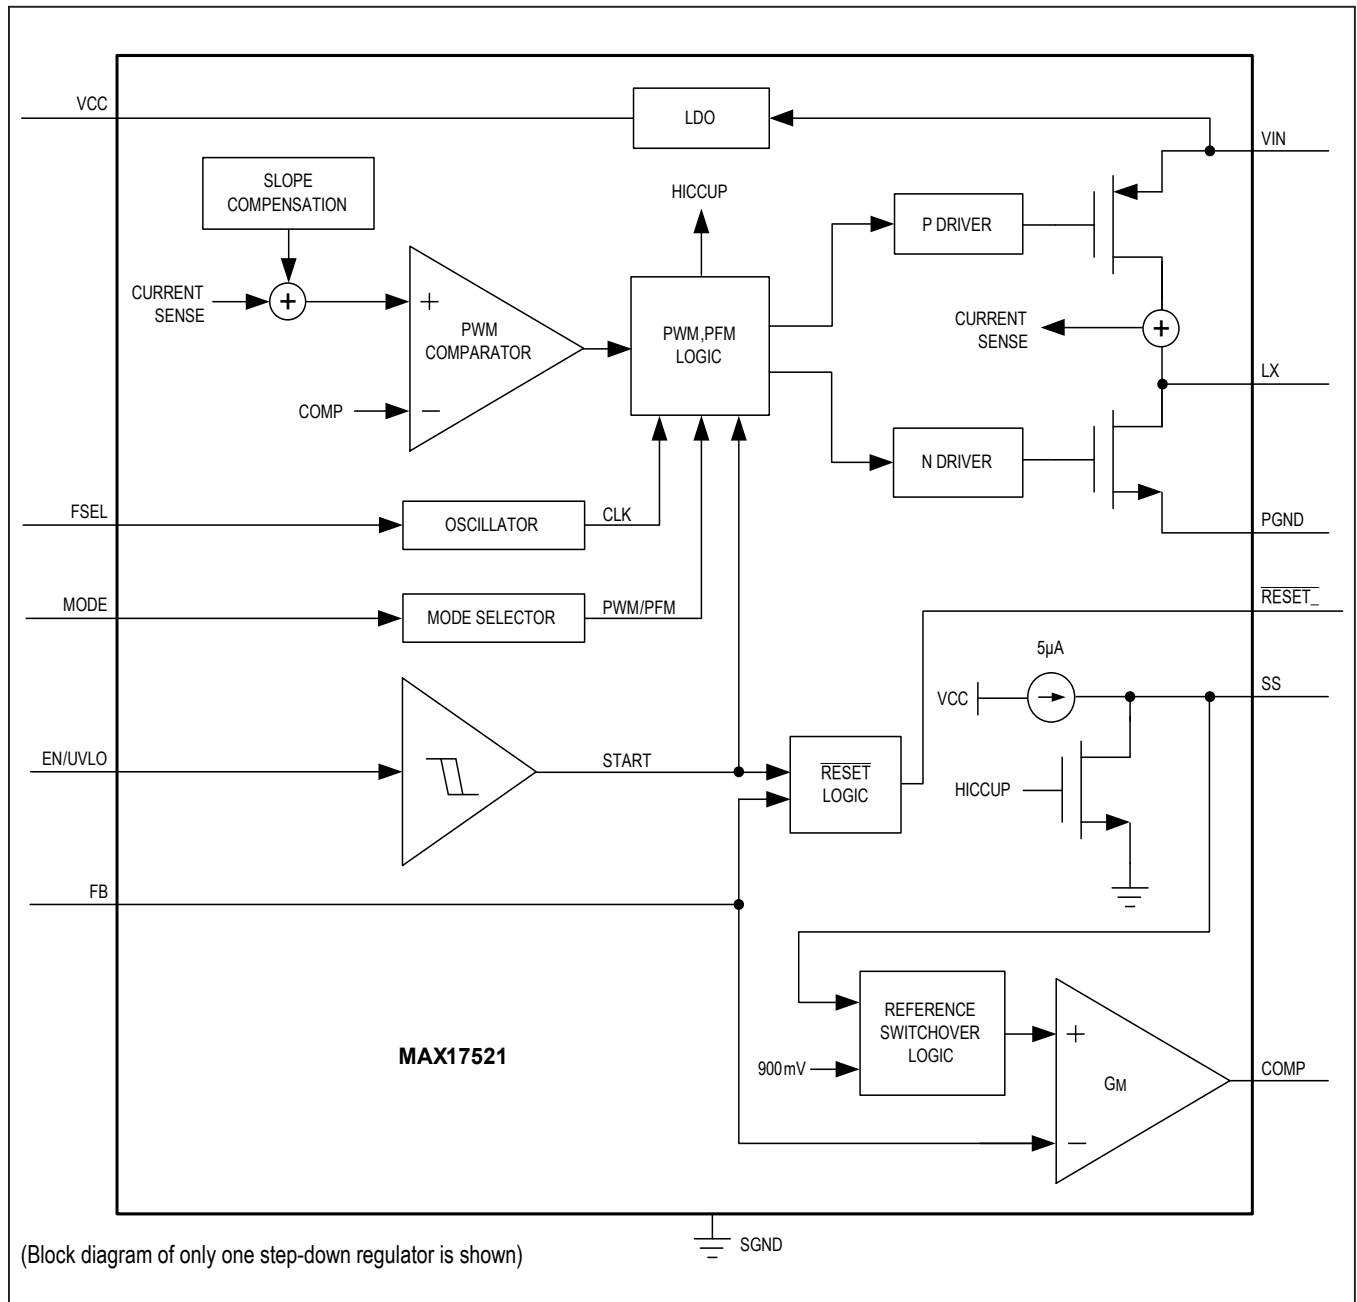 VCC
LDO
VIN
SLOPE
COMPENSATION
HICCUP
P DRIVER
CURRENT
SENSE
+
+
PWM
COMPARATOR
PWM,PFM
LOGIC
CURRENT
SENSE
+
LX
COMP
−
N DRIVER
FSEL
OSCILLATOR
CLK
PGND
MODE
MODE SELECTOR
PWM/PFM
RESET_
5µA
VCC
SS
EN/UVLO
START
RESET
LOGIC
HICCUP
FB
REFERENCE
SWITCHOVER
LOGIC
+
MAX17521
900mV
GM
COMP
−
SGND
(Block diagram of only one step-down regulator is shown)